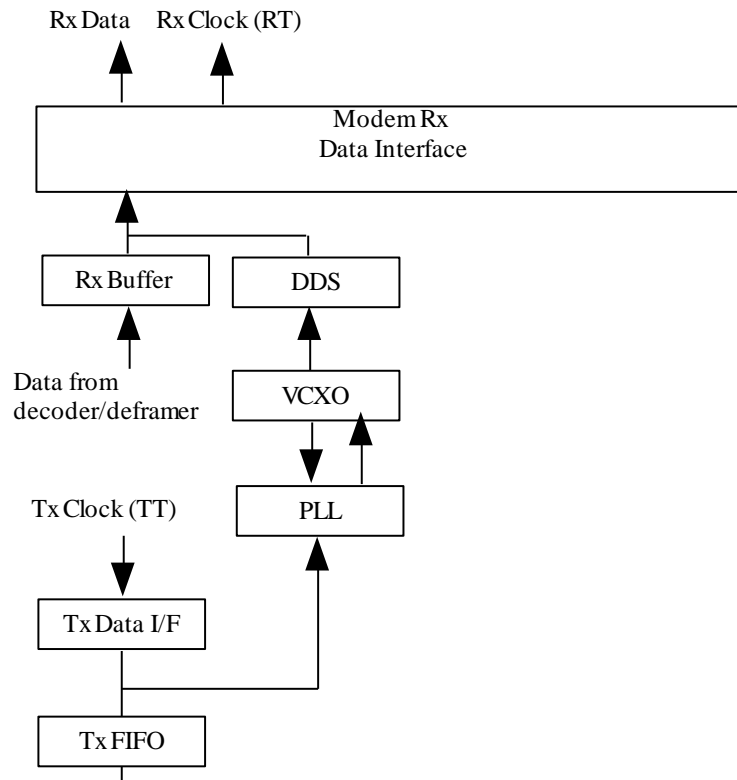 Rx Data Rx Clock (RT)
Modem Rx
Data Interface
Rx Buffer DDS
Data from
decoder/deframer
VCXO
Tx Clock (TT)
PLL
Tx Data I/F
Tx FIFO